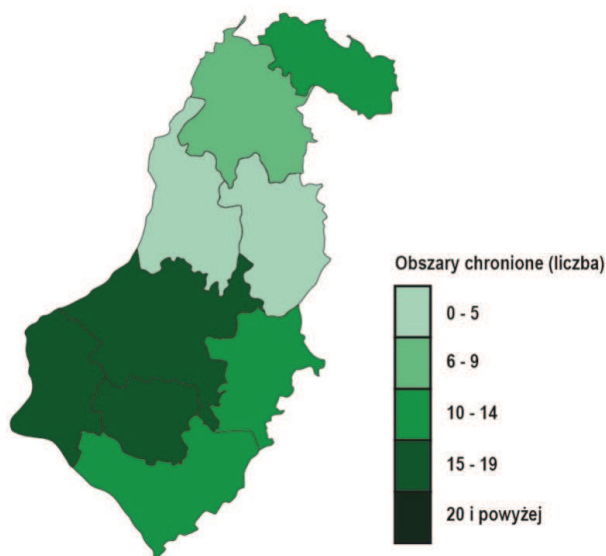 Obszary chronione (liczba)
0 - 5
6 - 9
10 - 14
15 - 19
20 i powyżej